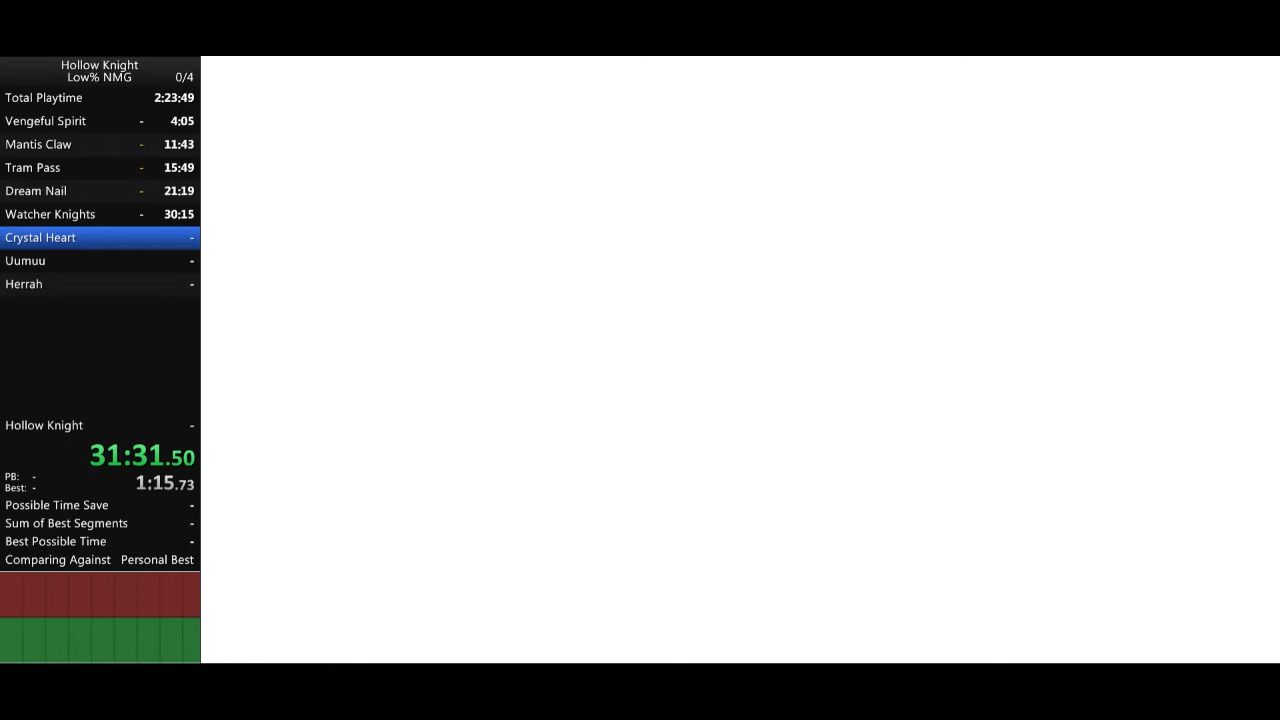 Hollow Knight
Low% NMG 0/4
Total Playtime 2:23:49
Vengeful Spirit - 4:05
Mantis Claw - 11:43
Tram Pass - 15:49
Dream Nail - 21:19
Watcher Knights - 30:15
Crystal Heart -
Uumuu -
Herrah -
Hollow Knight -
31:31.50
PB: -
Best: -
1:15.73
Possible Time Save -
Sum of Best Segments -
Best Possible Time -
Comparing Against Personal Best